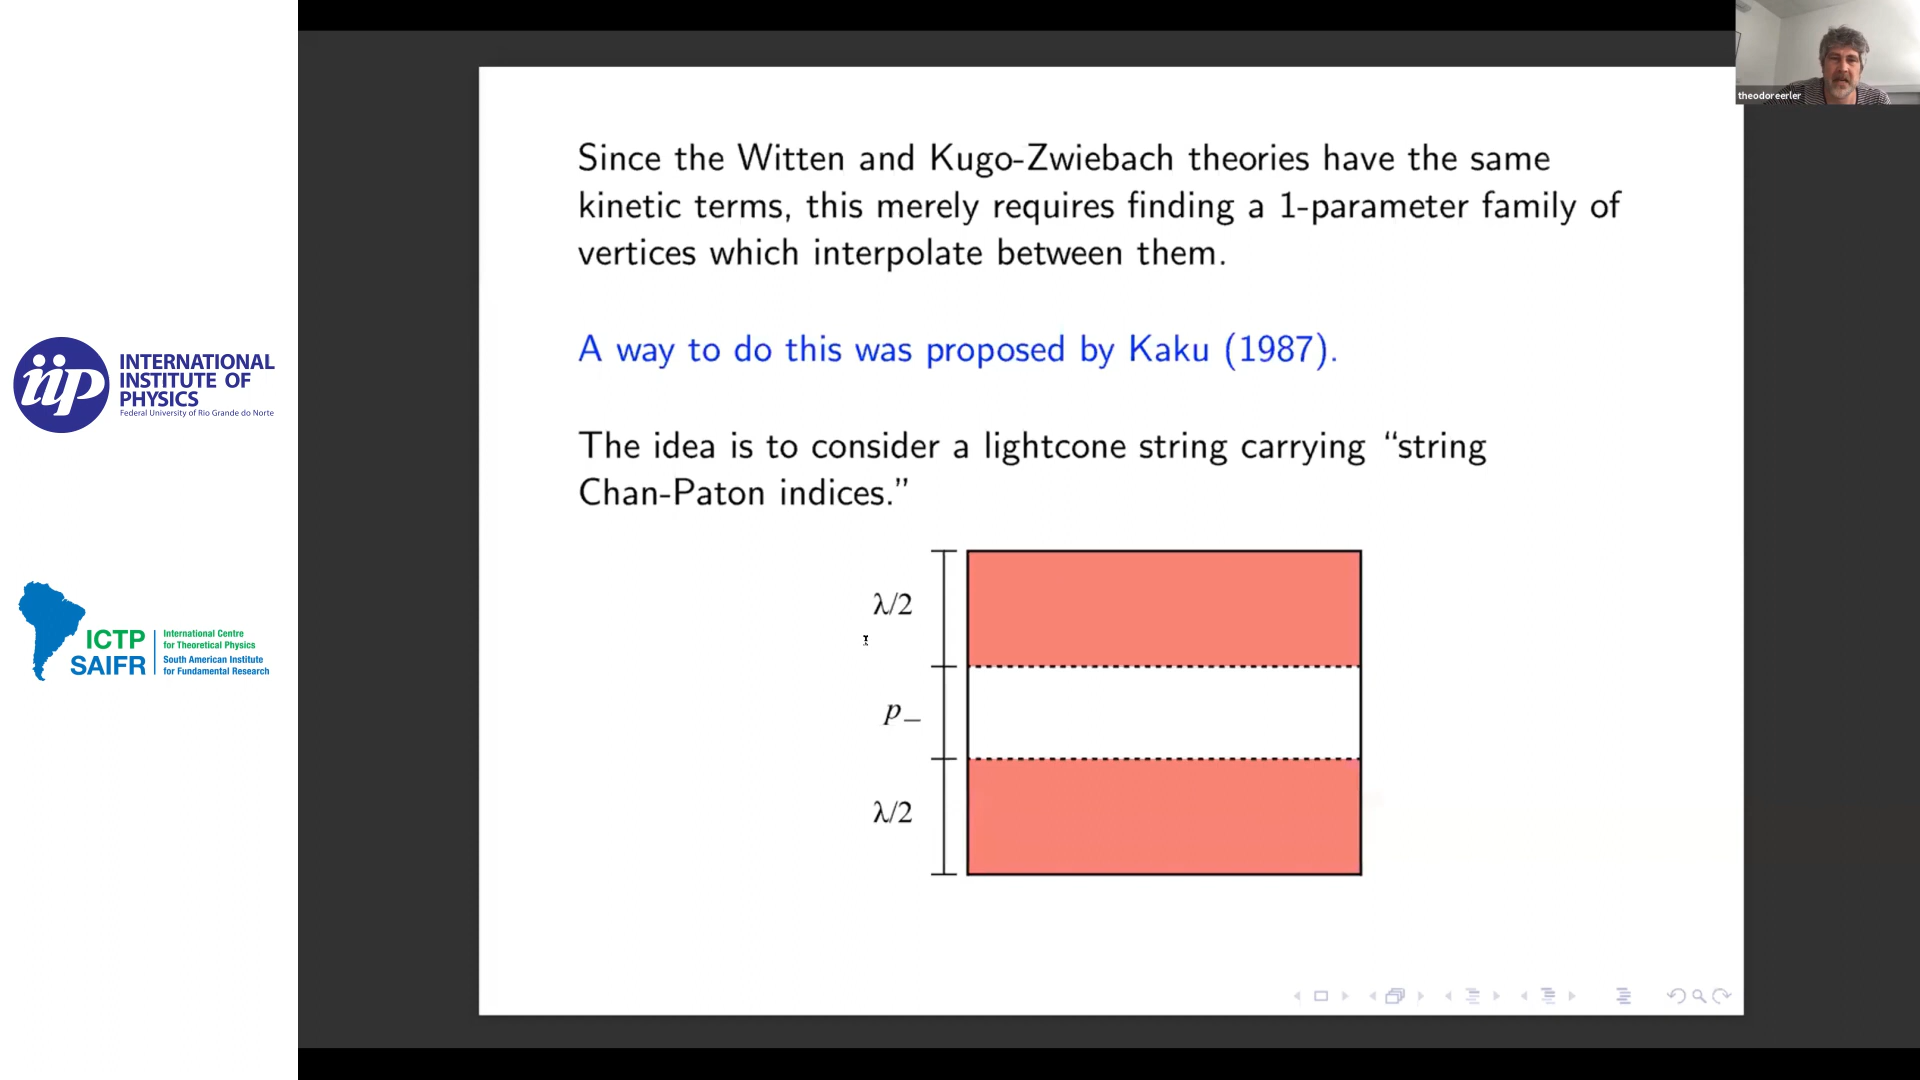 theodoreerler
Since the Witten and Kugo-Zwiebach theories have the same
kinetic terms, this merely requires finding a 1-parameter family of
vertices which interpolate between them.
A way to do this was proposed by Kaku (1987).
The idea is to consider a lightcone string carrying “string
Chan-Paton indices.”
λ/2
p_
λ/2
iip
INTERNATIONAL
INSTITUTE OF
PHYSICS
Federal University of Rio Grande do Norte
ICTP
SAIFR
International Centre
for Theoretical Physics
South American Institute
for Fundamental Research